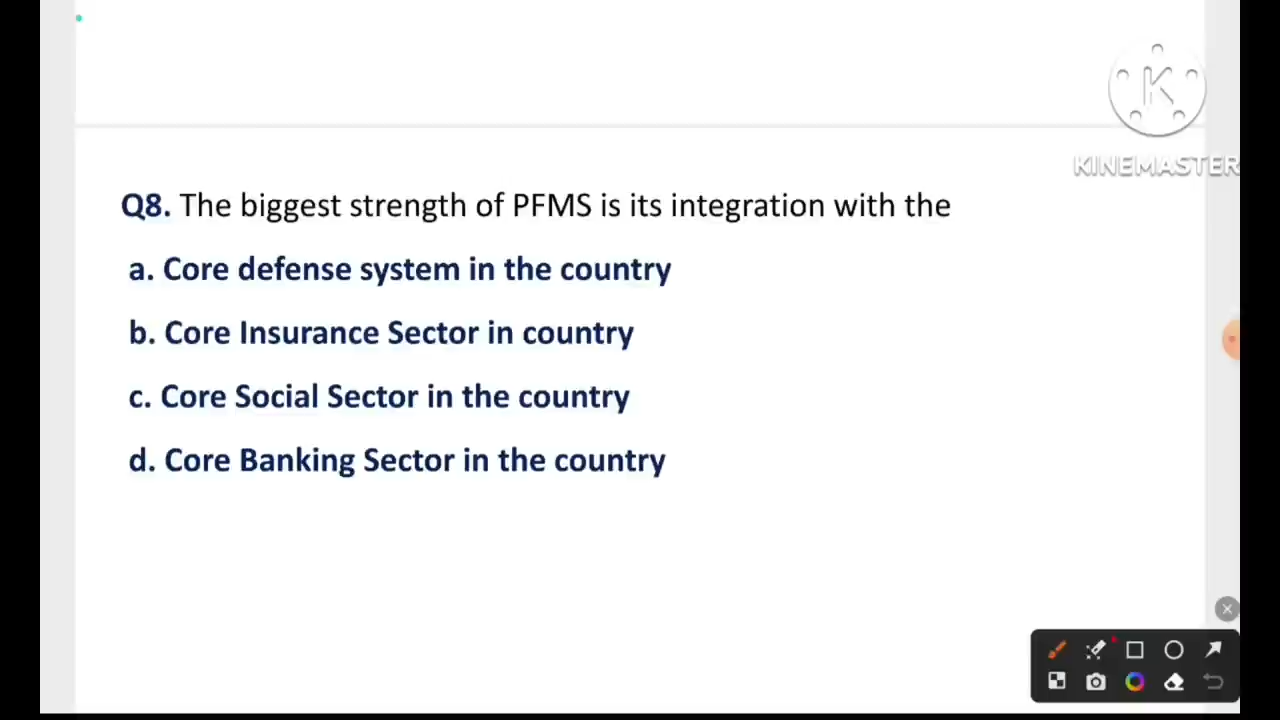 K
KINEMASTER
Q8. The biggest strength of PFMS is its integration with the
a. Core defense system in the country
b. Core Insurance Sector in country
c. Core Social Sector in the country
d. Core Banking Sector in the country